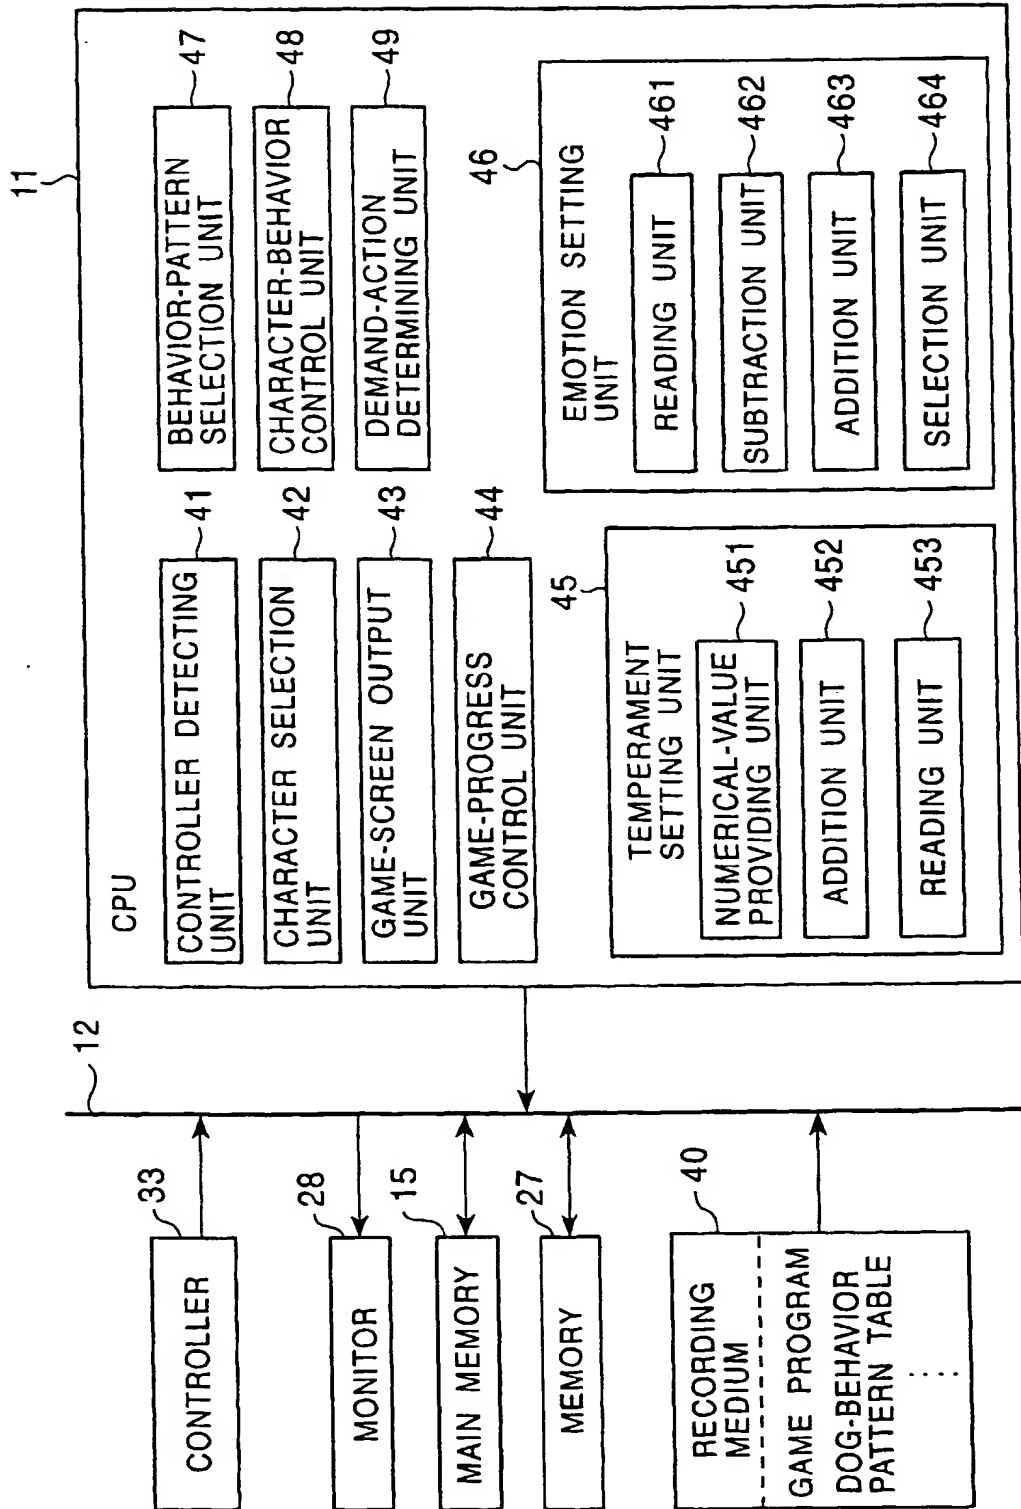 11
CPU
CONTROLLER DETECTING
UNIT
41
CHARACTER SELECTION
UNIT
42
GAME-SCREEN OUTPUT
UNIT
43
GAME-PROGRESS
CONTROL UNIT
44
BEHAVIOR-PATTERN
SELECTION UNIT
47
CHARACTER-BEHAVIOR
CONTROL UNIT
48
DEMAND-ACTION
DETERMINING UNIT
49
45
TEMPERAMENT
SETTING UNIT
NUMERICAL-VALUE
PROVIDING UNIT
451
ADDITION UNIT
452
READING UNIT
453
46
EMOTION SETTING
UNIT
READING UNIT
461
SUBTRACTION UNIT
462
ADDITION UNIT
463
SELECTION UNIT
464
12
33
CONTROLLER
28
MONITOR
15
MAIN MEMORY
27
MEMORY
40
RECORDING
MEDIUM
GAME PROGRAM
DOG-BEHAVIOR
PATTERN TABLE